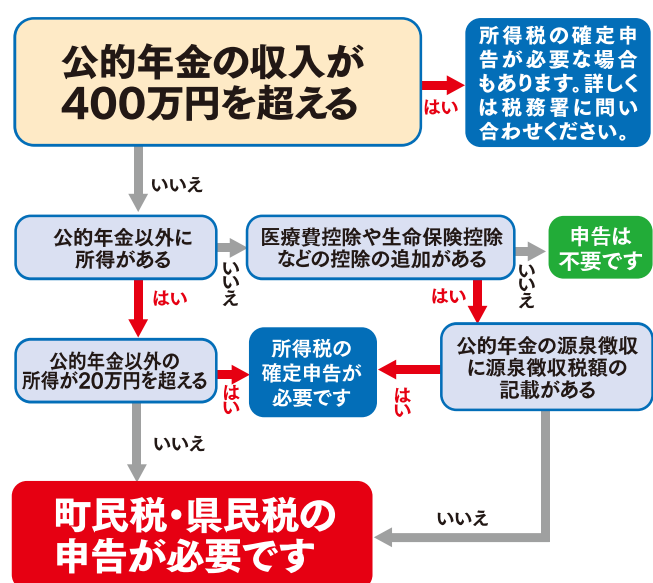 公的年金の収入が
400万円を超える
はい
所得税の確定申
告が必要な場合
もあります。詳しく
は税務署に問い
合わせください。
いいえ
公的年金以外に
所得がある
いいえ
医療費控除や生命保険控除
などの控除の追加がある
いいえ
申告は
不要です
はい
はい
公的年金以外の
所得が20万円を超える
はい
所得税の
確定申告が
必要です
はい
公的年金の源泉徴収
に源泉徴収税額の
記載がある
いいえ
いいえ
町民税・県民税の
申告が必要です